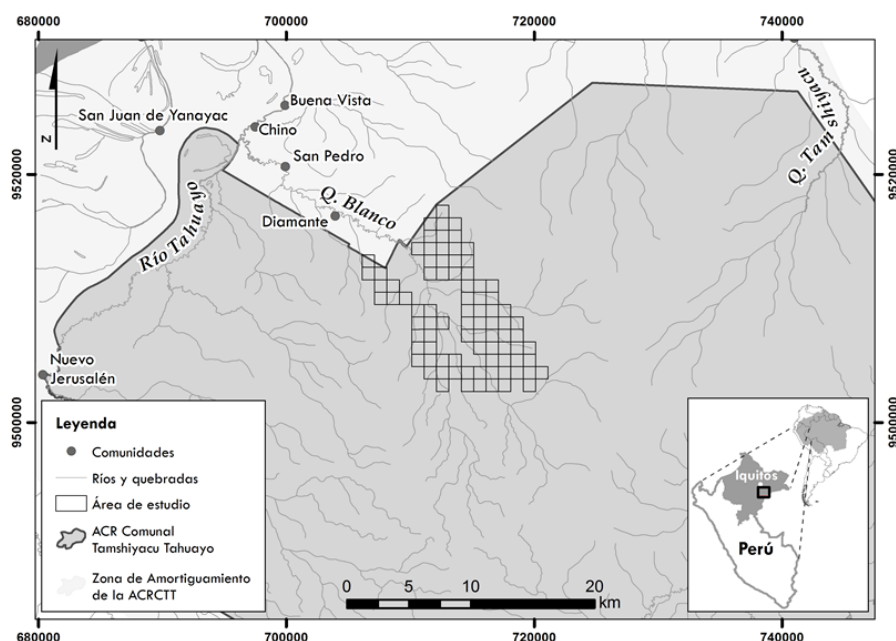 680000
700000
720000
740000
Buena Vista
San Juan de Yanayac
Chino
San Pedro
Q. Tam
shiyacu
9520000
9520000
N
Q. Blanco
Diamante
Río Tahuayo
Nuevo
Jerusalén
9500000
9500000
Leyenda
Comunidades
Ríos y quebradas
Área de estudio
ACR Comunal
Tamshiyacu Tahuayo
Zona de Amortiguamiento
de la ACRCTT
0 5 10 20
km
Iquitos
Perú
680000
700000
720000
740000